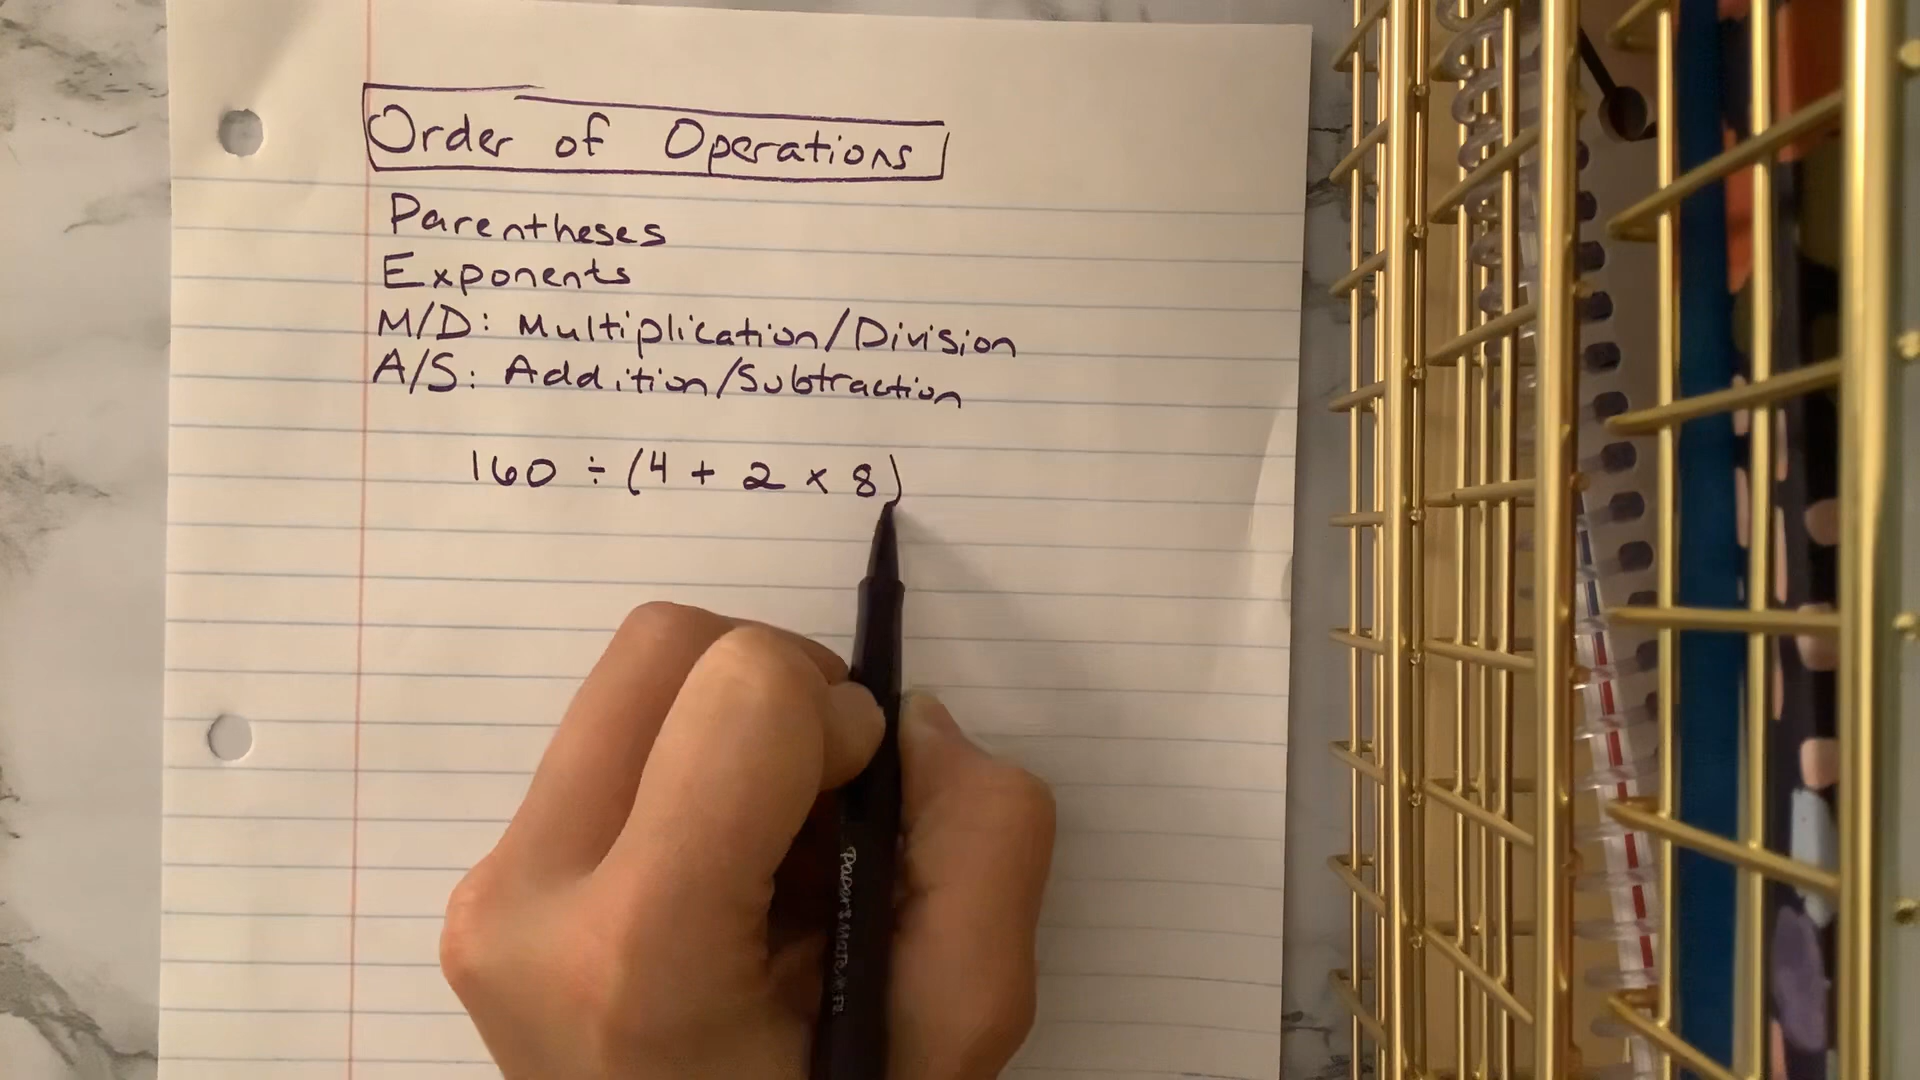 Order of Operations
Parentheses
Exponents
M/D: Multiplication/Division
A/S: Addition/Subtraction
160 ÷ (4 + 2 × 8)